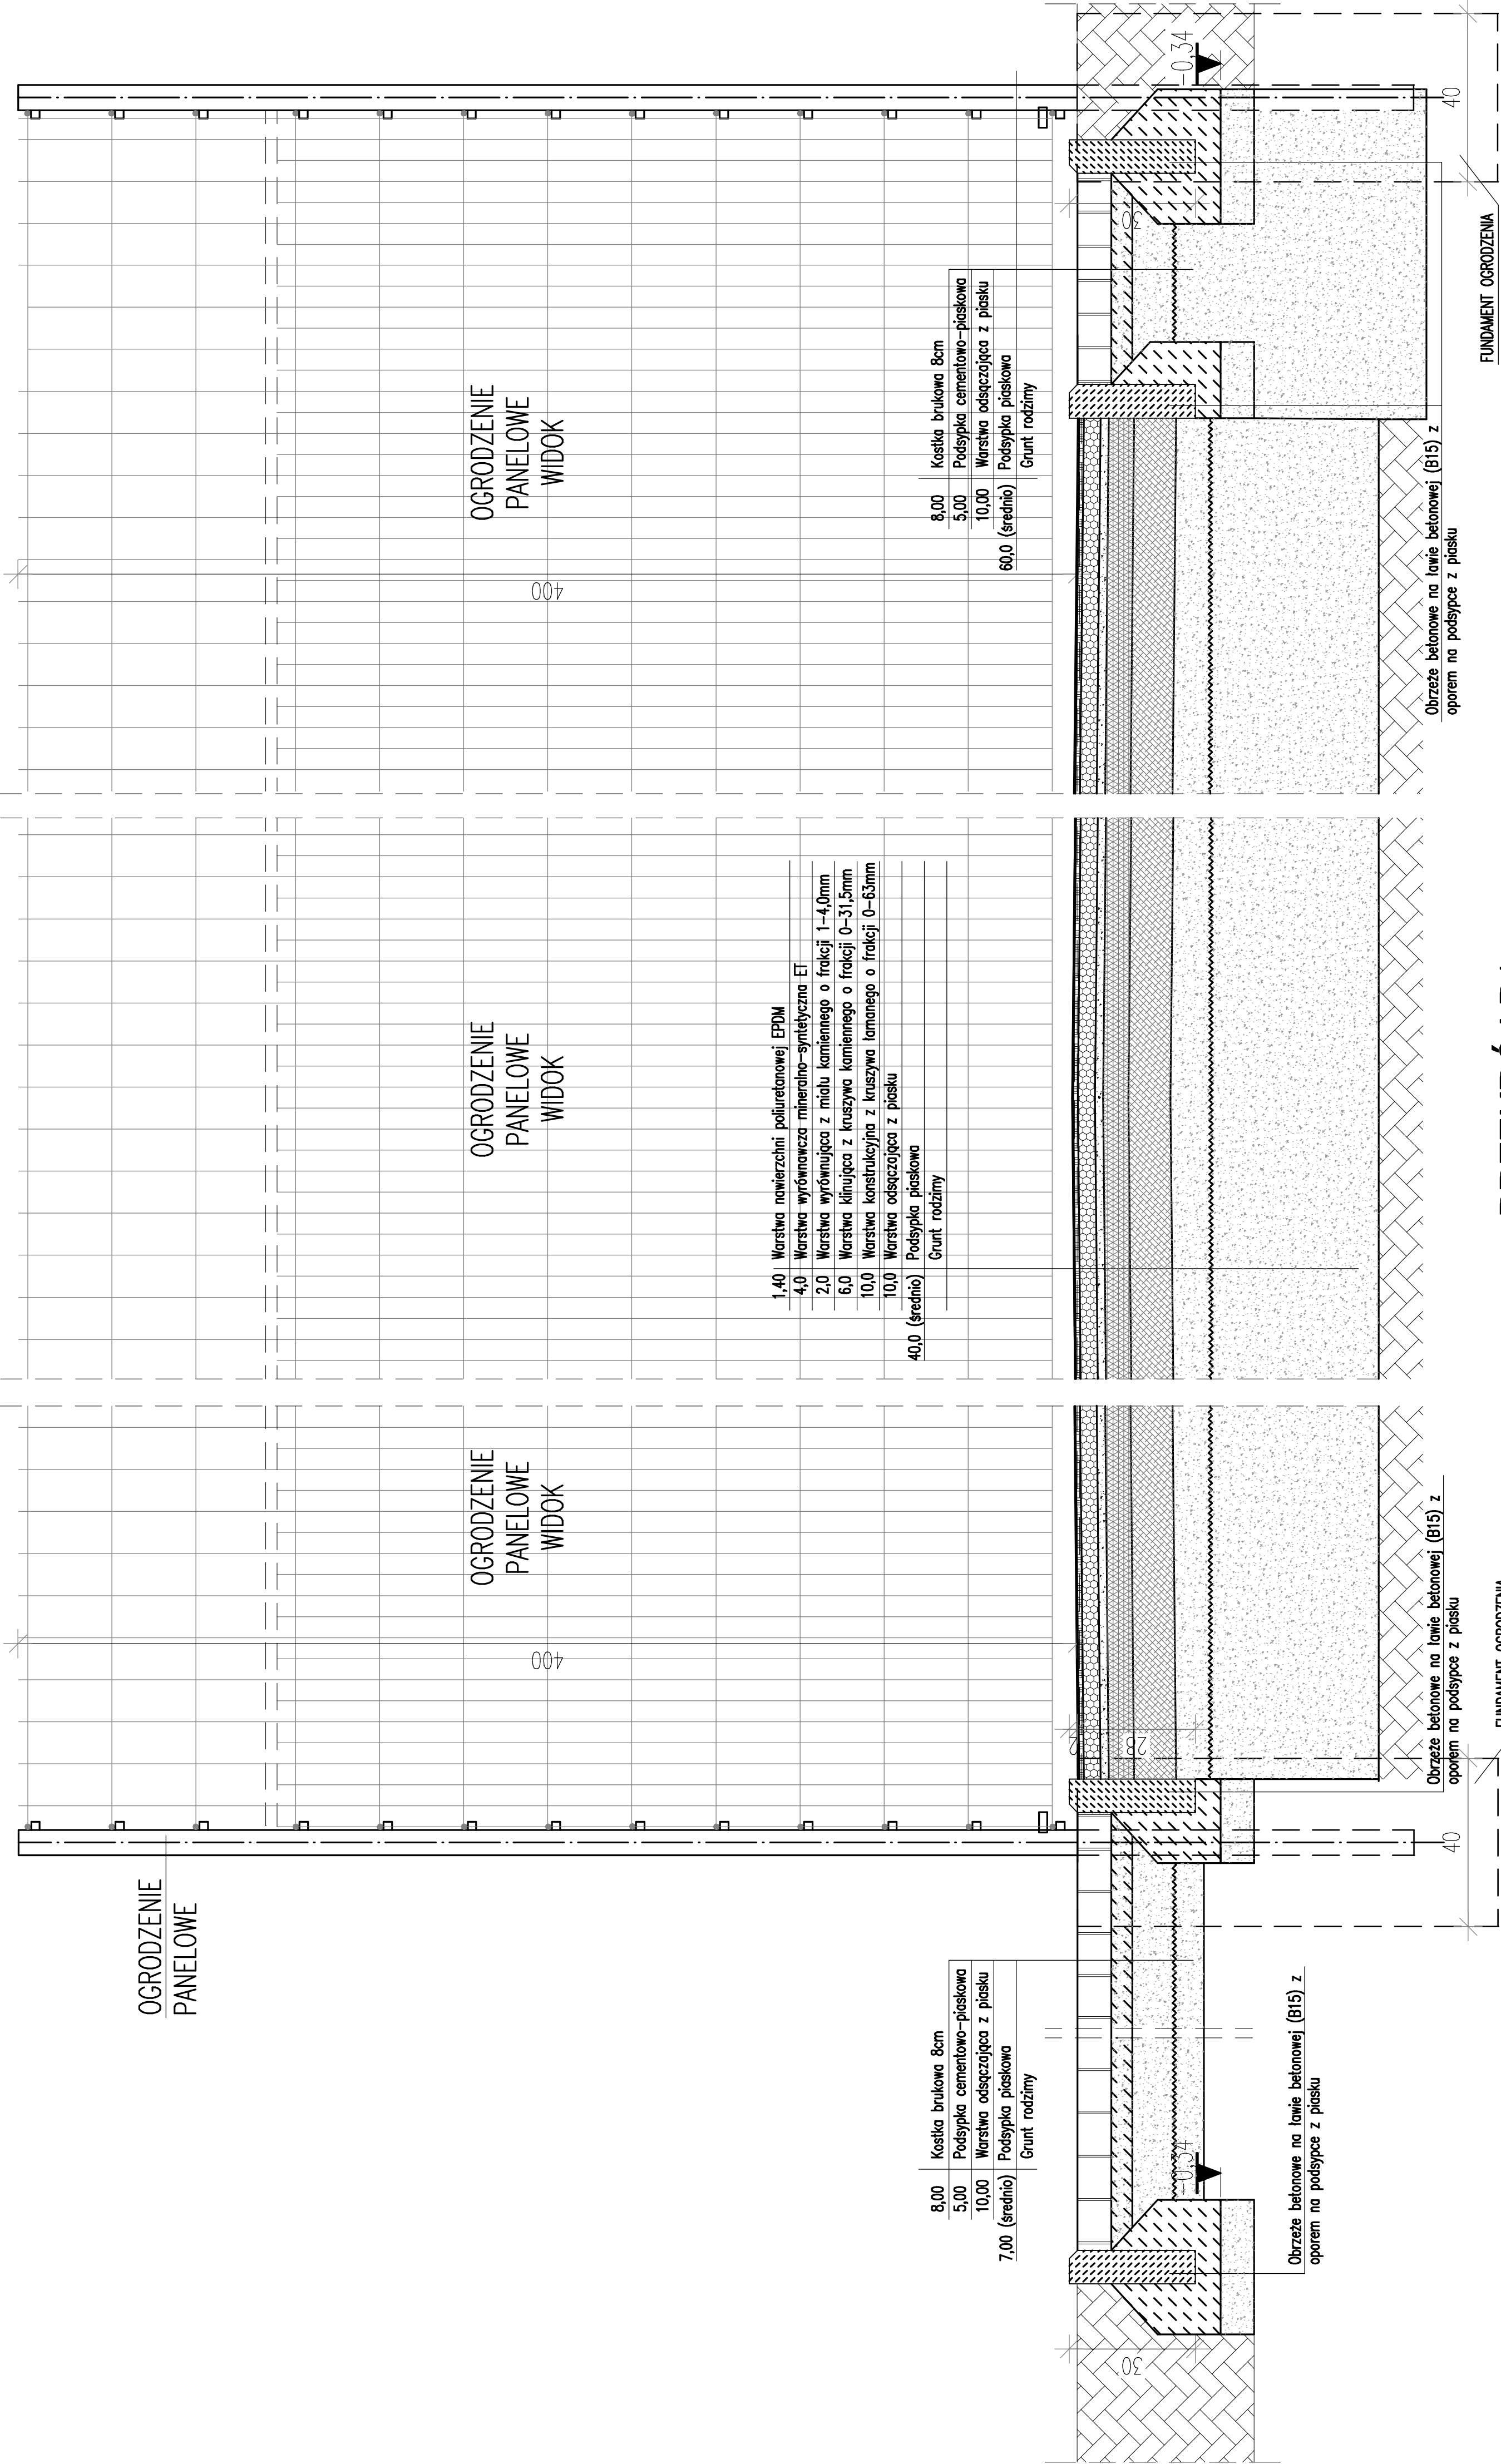 OGRODZENIE
PANELOWE
OGRODZENIE
PANELOWE
WIDOK
OGRODZENIE
PANELOWE
WIDOK
OGRODZENIE
PANELOWE
WIDOK
400
400
1,40 Warstwa nawierzchni poliuretanowej EPDM
4,0 Warstwa wyrównawcza mineralno-syntetyczna ET
2,0 Warstwa wyrównująca z miału kamiennego o frakcji 1-4,0mm
6,0 Warstwa klinująca z kruszywa kamiennego o frakcji 0-31,5mm
10,0 Warstwa konstrukcyjna z kruszywa łamanego o frakcji 0-63mm
10,0 Warstwa odsączająca z piasku
40,0 (średnio) Podsypka piaskowa
Grunt rodzimy
8,00 Kostka brukowa 8cm
5,00 Podsypka cementowo-piaskowa
10,00 Warstwa odsączająca z piasku
7,00 (średnio) Podsypka piaskowa
Grunt rodzimy
8,00 Kostka brukowa 8cm
5,00 Podsypka cementowo-piaskowa
10,00 Warstwa odsączająca z piasku
60,0 (średnio) Podsypka piaskowa
Grunt rodzimy
30
2
28
30
-0,34
-0,34
Obrzeże betonowe na ławie betonowej (B15) z
oporem na podsypce z piasku
Obrzeże betonowe na ławie betonowej (B15) z
oporem na podsypce z piasku
Obrzeże betonowe na ławie betonowej (B15) z
oporem na podsypce z piasku
40
40
FUNDAMENT OGRODZENIA
FUNDAMENT OGRODZENIA